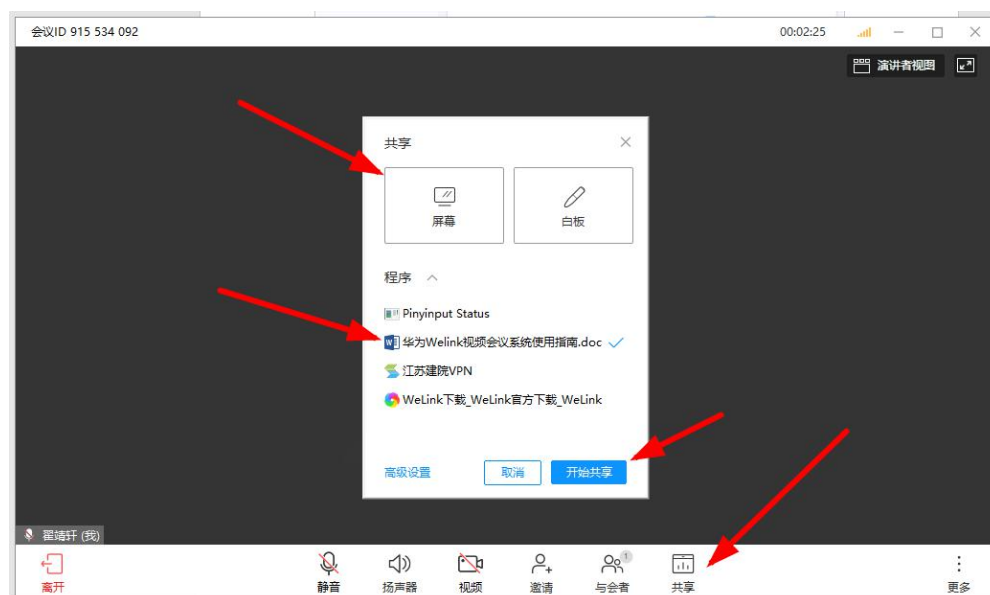 会议ID 915 534 092
00:02:25
演讲者视图
共享
屏幕
白板
程序
Pinyinput Status
华为Welink视频会议系统使用指南.doc
江苏建院VPN
WeLink下载_WeLink官方下载_WeLink
高级设置
取消
开始共享
翟靖轩 (我)
离开
静音
扬声器
视频
邀请
与会者
1
共享
更多